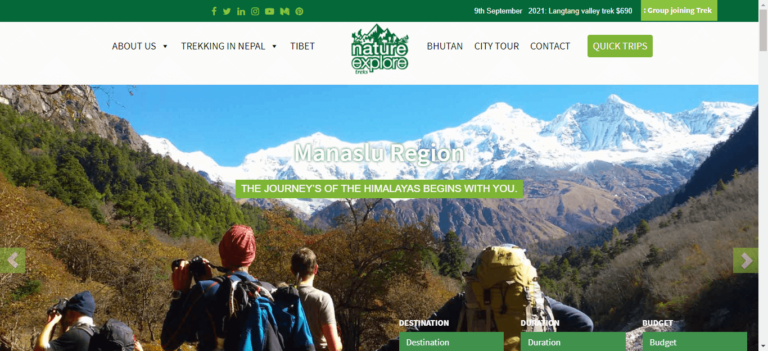 9th September 2021: Langtang valley trek $690 : Group joining Trek
ABOUT US TREKKING IN NEPAL TIBET nature explore treks BHUTAN CITY TOUR CONTACT QUICK TRIPS
Manaslu Region
THE JOURNEY'S OF THE HIMALAYAS BEGINS WITH YOU.
DESTINATION DURATION BUDGET
Destination Duration Budget